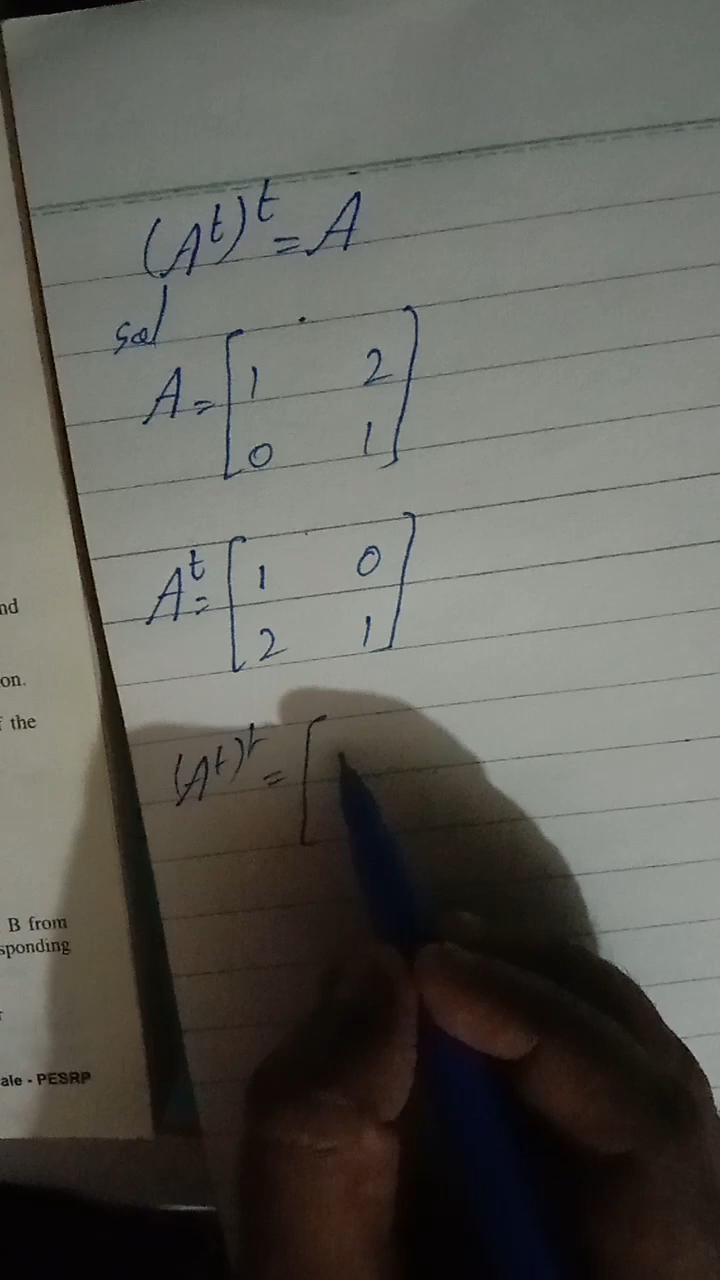 (A^t)^t = A
sol
A = [1 2
0 1]
A^t = [1 0
2 1]
(A^t)^t = [
nd
on.
f the
B from
sponding
ale - PESRP